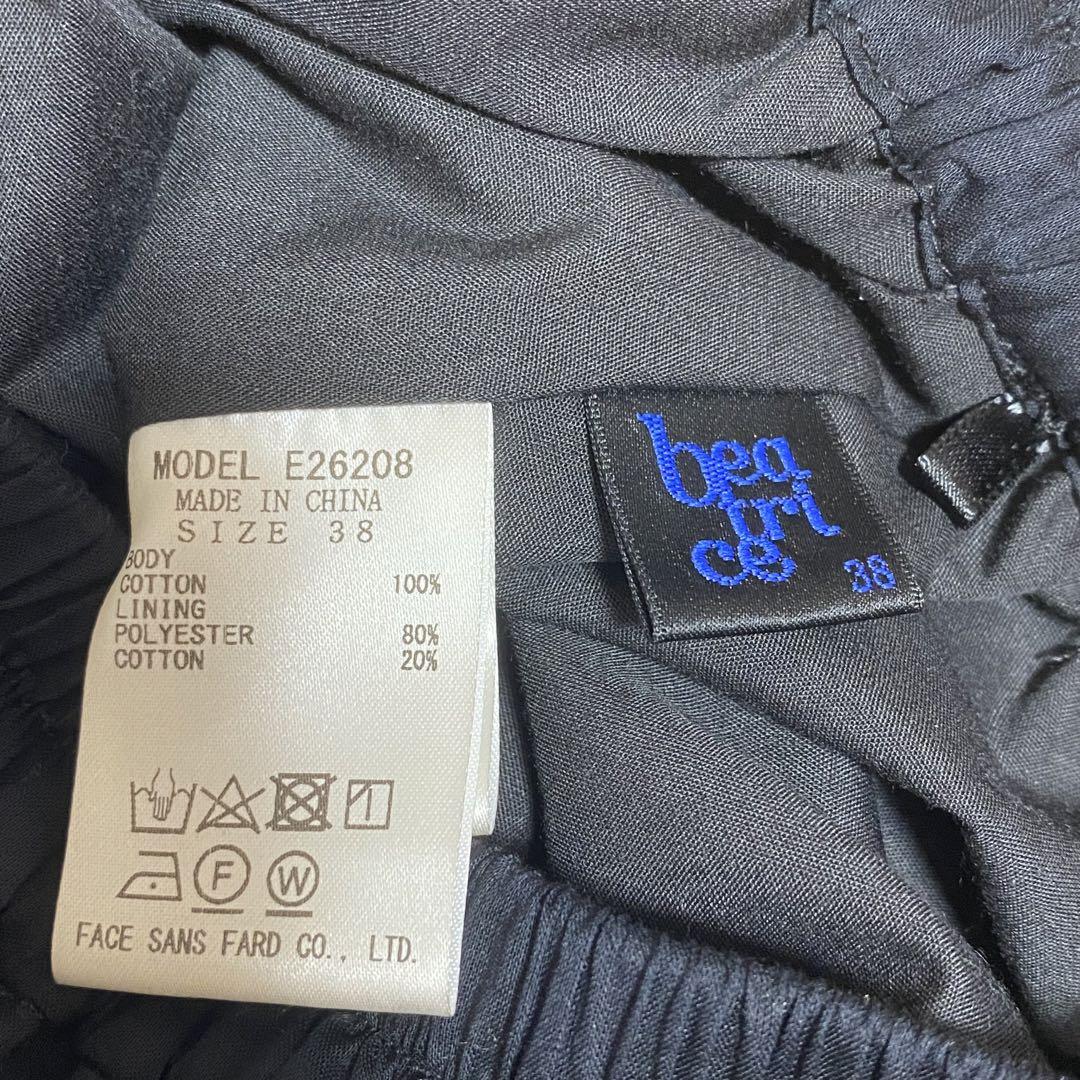 MODEL E26208
MADE IN CHINA
SIZE 38
BODY
COTTON 100%
LINING
POLYESTER 80%
COTTON 20%
F W
FACE SANS FARD CO., LTD.
bea
tri
ce
38